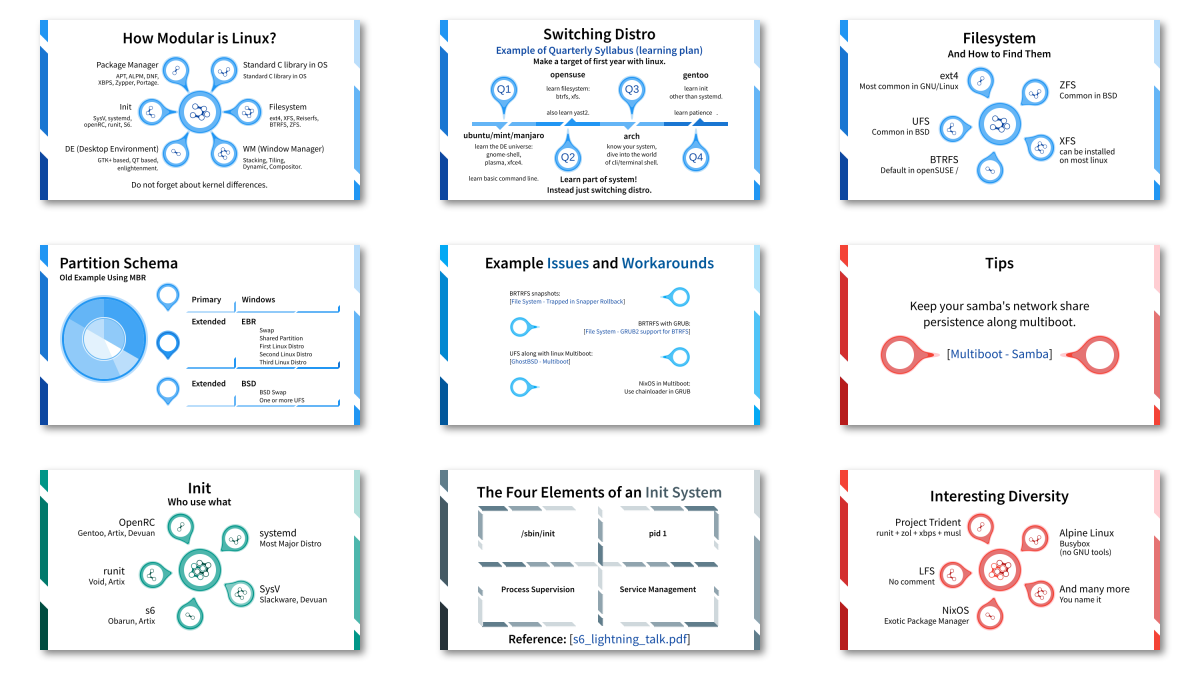 How Modular is Linux?
Package Manager
APT, ALPM, DNF,
XBPS, Zypper, Portage.
Standard C library in OS
Standard C library in OS
Init
SysV, systemd,
openRC, runit, S6.
Filesystem
ext4, XFS, Reiserfs,
BTRFS, ZFS.
DE (Desktop Environment)
GTK+ based, QT based,
enlightenment.
WM (Window Manager)
Stacking, Tiling,
Dynamic, Compositor.
Do not forget about kernel differences.
Switching Distro
Example of Quarterly Syllabus (learning plan)
Make a target of first year with linux.
Q1
opensuse
learn filesystem:
btrfs, xfs.
also learn yast2.
Q3
gentoo
learn init
other than systemd.
learn patience .
ubuntu/mint/manjaro
learn the DE universe:
gnome-shell,
plasma, xfce4.
learn basic command line.
Q2
arch
know your system,
dive into the world
of cli/terminal shell.
Q4
Learn part of system!
Instead just switching distro.
Filesystem
And How to Find Them
ext4
Most common in GNU/Linux
ZFS
Common in BSD
UFS
Common in BSD
XFS
can be installed
on most linux
BTRFS
Default in openSUSE /
Partition Schema
Old Example Using MBR
Primary Windows
Extended EBR
Swap
Shared Partition
First Linux Distro
Second Linux Distro
Third Linux Distro
Extended BSD
BSD Swap
One or more UFS
Example Issues and Workarounds
BRTRFS snapshots:
[File System - Trapped in Snapper Rollback]
BRTRFS with GRUB:
[File System - GRUB2 support for BTRFS]
UFS along with linux Multiboot:
[GhostBSD - Multiboot]
NixOS in Multiboot:
Use chainloader in GRUB
Tips
Keep your samba's network share
persistence along multiboot.
[Multiboot - Samba]
Init
Who use what
OpenRC
Gentoo, Artix, Devuan
systemd
Most Major Distro
runit
Void, Artix
SysV
Slackware, Devuan
s6
Obarun, Artix
The Four Elements of an Init System
/sbin/init
pid 1
Process Supervision
Service Management
Reference: [s6_lightning_talk.pdf]
Interesting Diversity
Project Trident
runit + zol + xbps + musl
Alpine Linux
Busybox
(no GNU tools)
LFS
No comment
And many more
You name it
NixOS
Exotic Package Manager